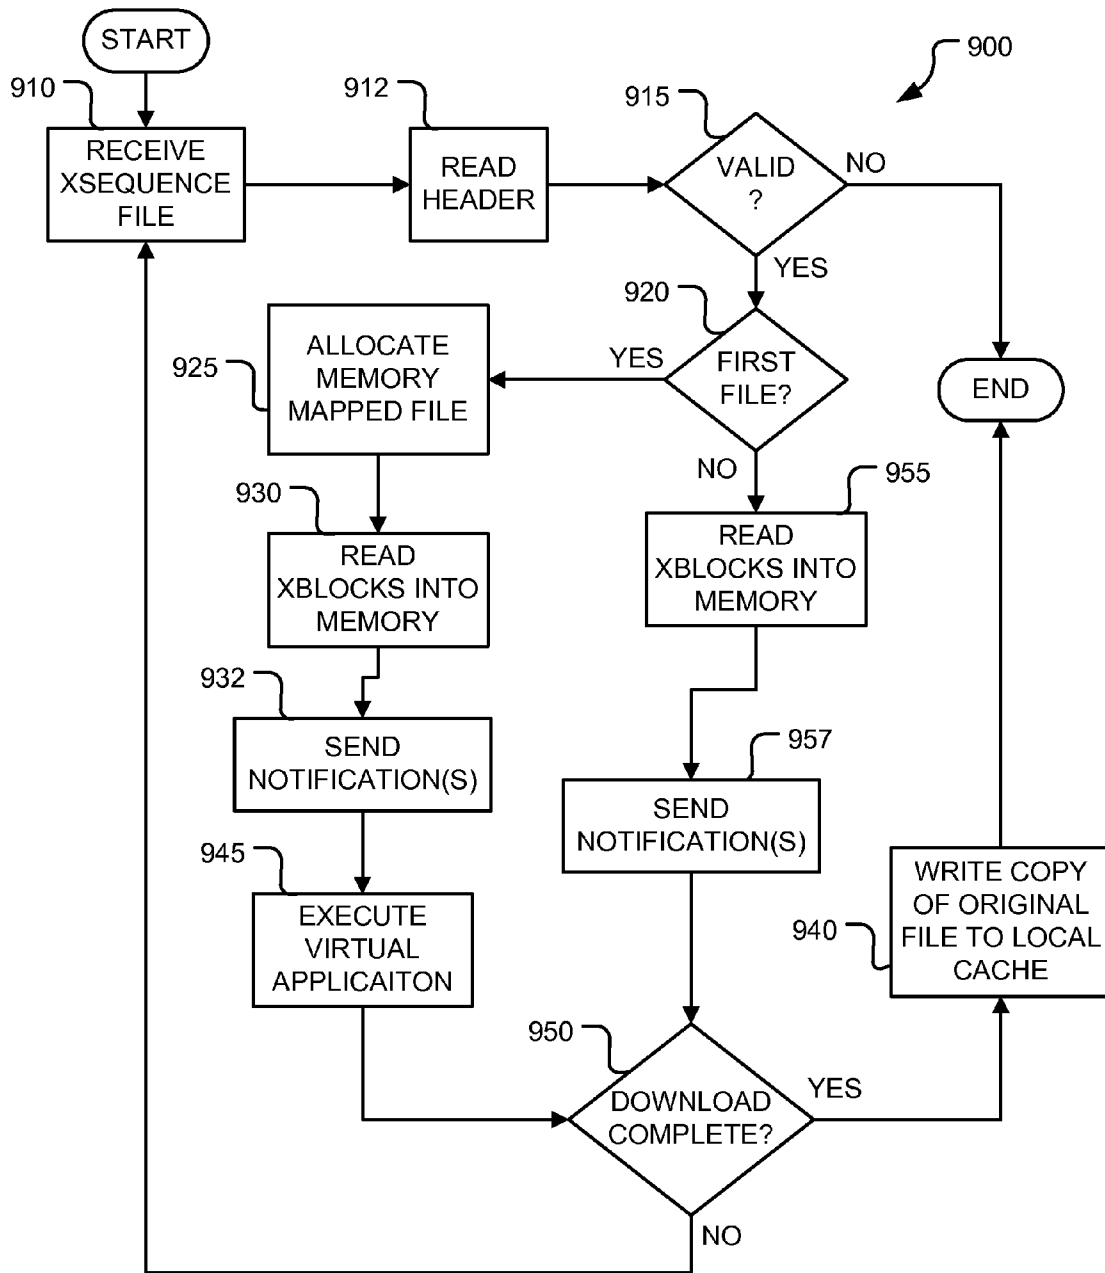 START
900
910
912
915
RECEIVE
XSEQUENCE
FILE
READ
HEADER
VALID
?
NO
YES
920
ALLOCATE
MEMORY
MAPPED FILE
925
YES
FIRST
FILE?
END
NO
930
955
READ
XBLOCKS INTO
MEMORY
READ
XBLOCKS INTO
MEMORY
932
957
SEND
NOTIFICATION(S)
SEND
NOTIFICATION(S)
945
WRITE COPY
OF ORIGINAL
FILE TO LOCAL
CACHE
940
EXECUTE
VIRTUAL
APPLICAITON
950
DOWNLOAD
COMPLETE?
YES
NO